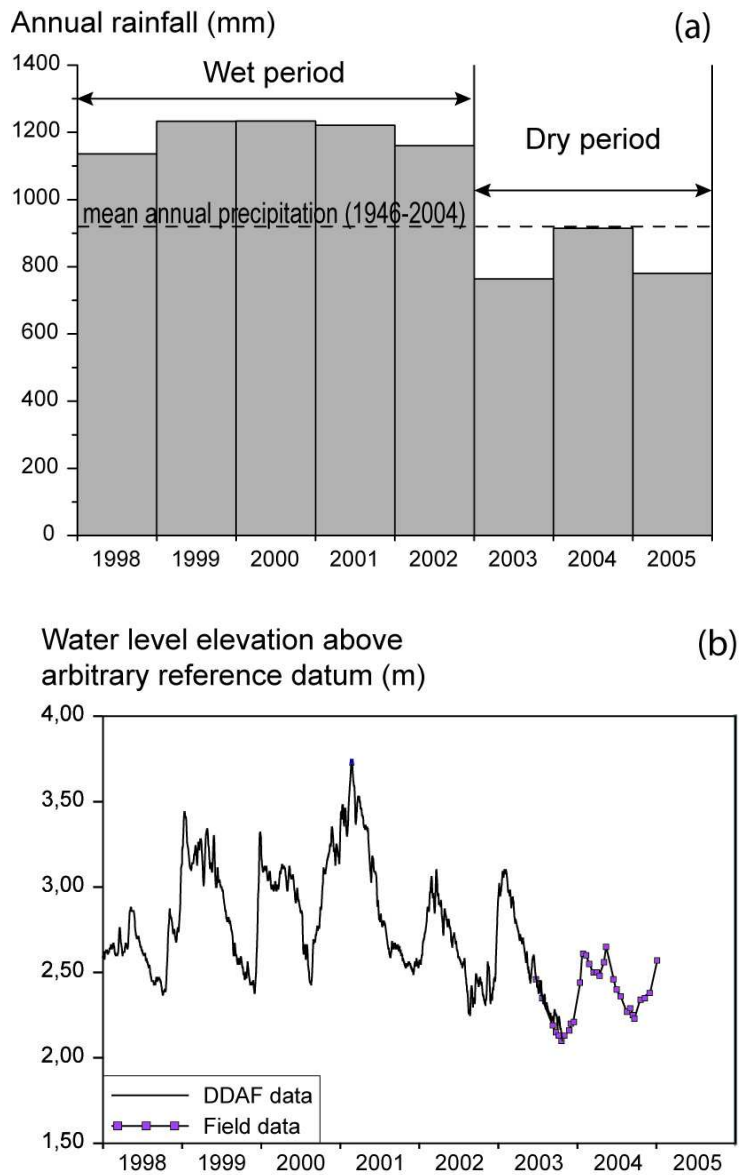 Annual rainfall (mm)
(a)
1400
Wet period
1200
Dry period
1000
mean annual precipitation (1946-2004)
800
600
400
200
0
1998 1999 2000 2001 2002 2003 2004 2005
Water level elevation above
(b)
arbitrary reference datum (m)
4,00
3,50
3,00
2,50
2,00
DDAF data
Field data
1,50
1998 1999 2000 2001 2002 2003 2004 2005